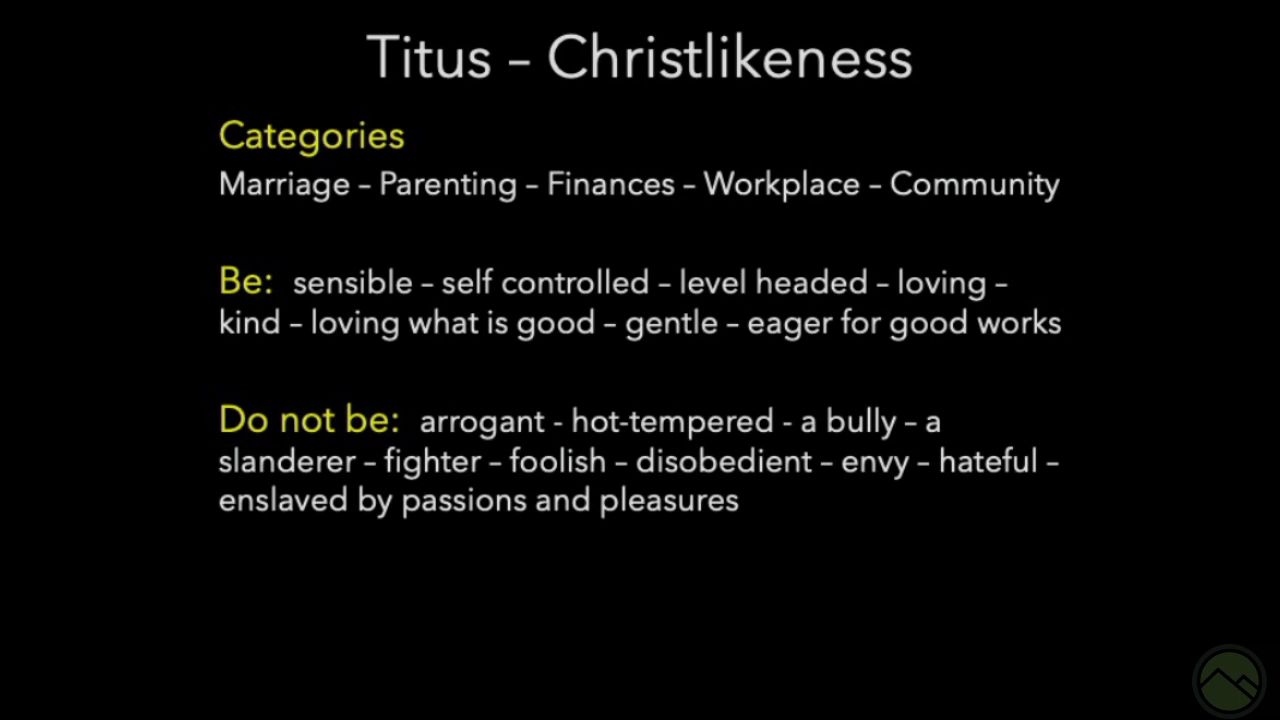 Titus – Christlikeness
Categories
Marriage – Parenting – Finances – Workplace – Community
Be: sensible – self controlled – level headed – loving –
kind – loving what is good – gentle – eager for good works
Do not be: arrogant - hot-tempered - a bully – a
slanderer – fighter – foolish – disobedient – envy – hateful –
enslaved by passions and pleasures